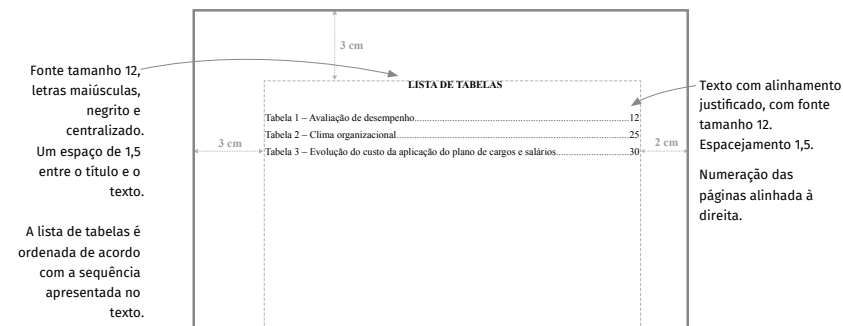 3 cm
Fonte tamanho 12,
letras maiúsculas,
negrito e
centralizado.
Um espaço de 1,5
entre o título e o
texto.
A lista de tabelas é
ordenada de acordo
com a sequência
apresentada no
texto.
LISTA DE TABELAS
Tabela 1 – Avaliação de desempenho......................................................................................12
Tabela 2 – Clima organizacional.............................................................................................25
Tabela 3 – Evolução do custo da aplicação do plano de cargos e salários.............................30
3 cm
2 cm
Texto com alinhamento
justificado, com fonte
tamanho 12.
Espacejamento 1,5.
Numeração das
páginas alinhada à
direita.